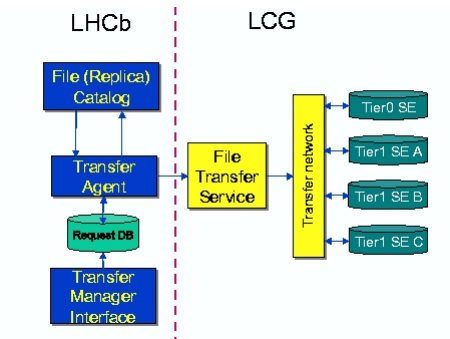 LHCb
LCG
File (Replica)
Catalog
Transfer
Agent
Request DB
Transfer
Manager
Interface
File
Transfer
Service
Transfer network
Tier0 SE
Tier1 SE A
Tier1 SE B
Tier1 SE C